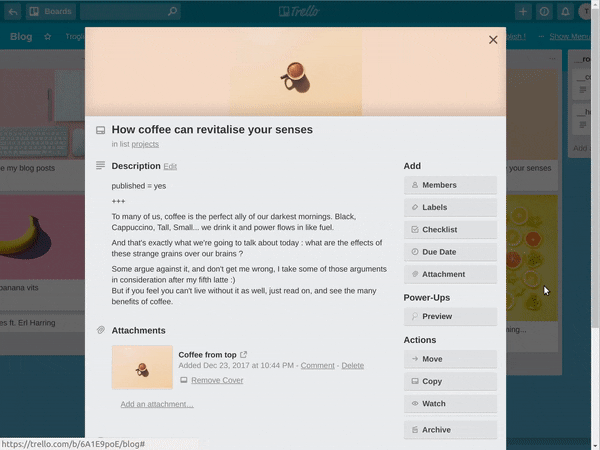 Boards
Trello
Blog
Show Menu
How coffee can revitalise your senses
in list projects
Description Edit
published = yes
+++
To many of us, coffee is the perfect ally of our darkest mornings. Black,
Cappuccino, Tall, Small... we drink it and power flows in like fuel.
And that's exactly what we're going to talk about today : what are the effects of
these strange grains over our brains ?
Some argue against it, and don't get me wrong, I take some of those arguments
in consideration after my fifth latte :)
But if you feel you can't live without it as well, just read on, and see the many
benefits of coffee.
Attachments
Coffee from top
Added Dec 23, 2017 at 10:44 PM - Comment - Delete
Remove Cover
Add an attachment...
Add
Members
Labels
Checklist
Due Date
Attachment
Power-Ups
Preview
Actions
Move
Copy
Watch
Archive
my blog posts
banana vits
es ft. Erl Harring
your senses
https://trello.com/b/6A1E9poE/blog#